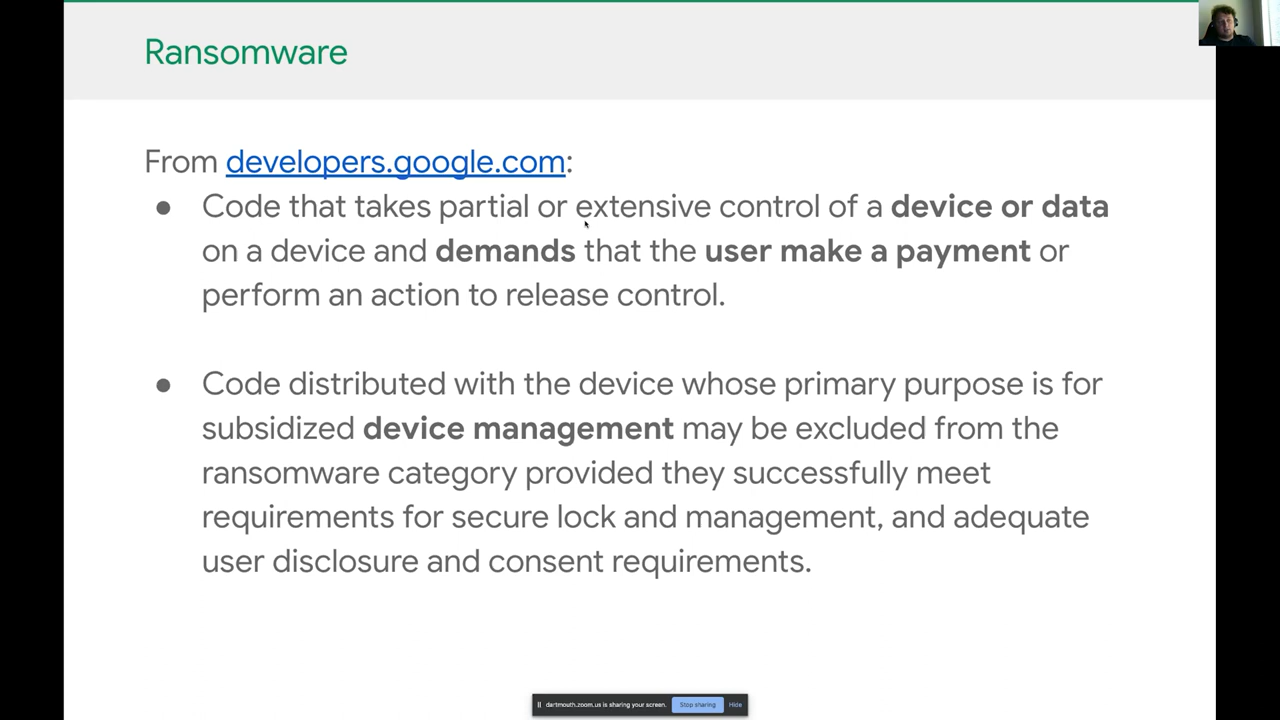 Ransomware
From developers.google.com:
● Code that takes partial or extensive control of a device or data
on a device and demands that the user make a payment or
perform an action to release control.
● Code distributed with the device whose primary purpose is for
subsidized device management may be excluded from the
ransomware category provided they successfully meet
requirements for secure lock and management, and adequate
user disclosure and consent requirements.
dartmouth.zoom.us is sharing your screen. Stop sharing Hide